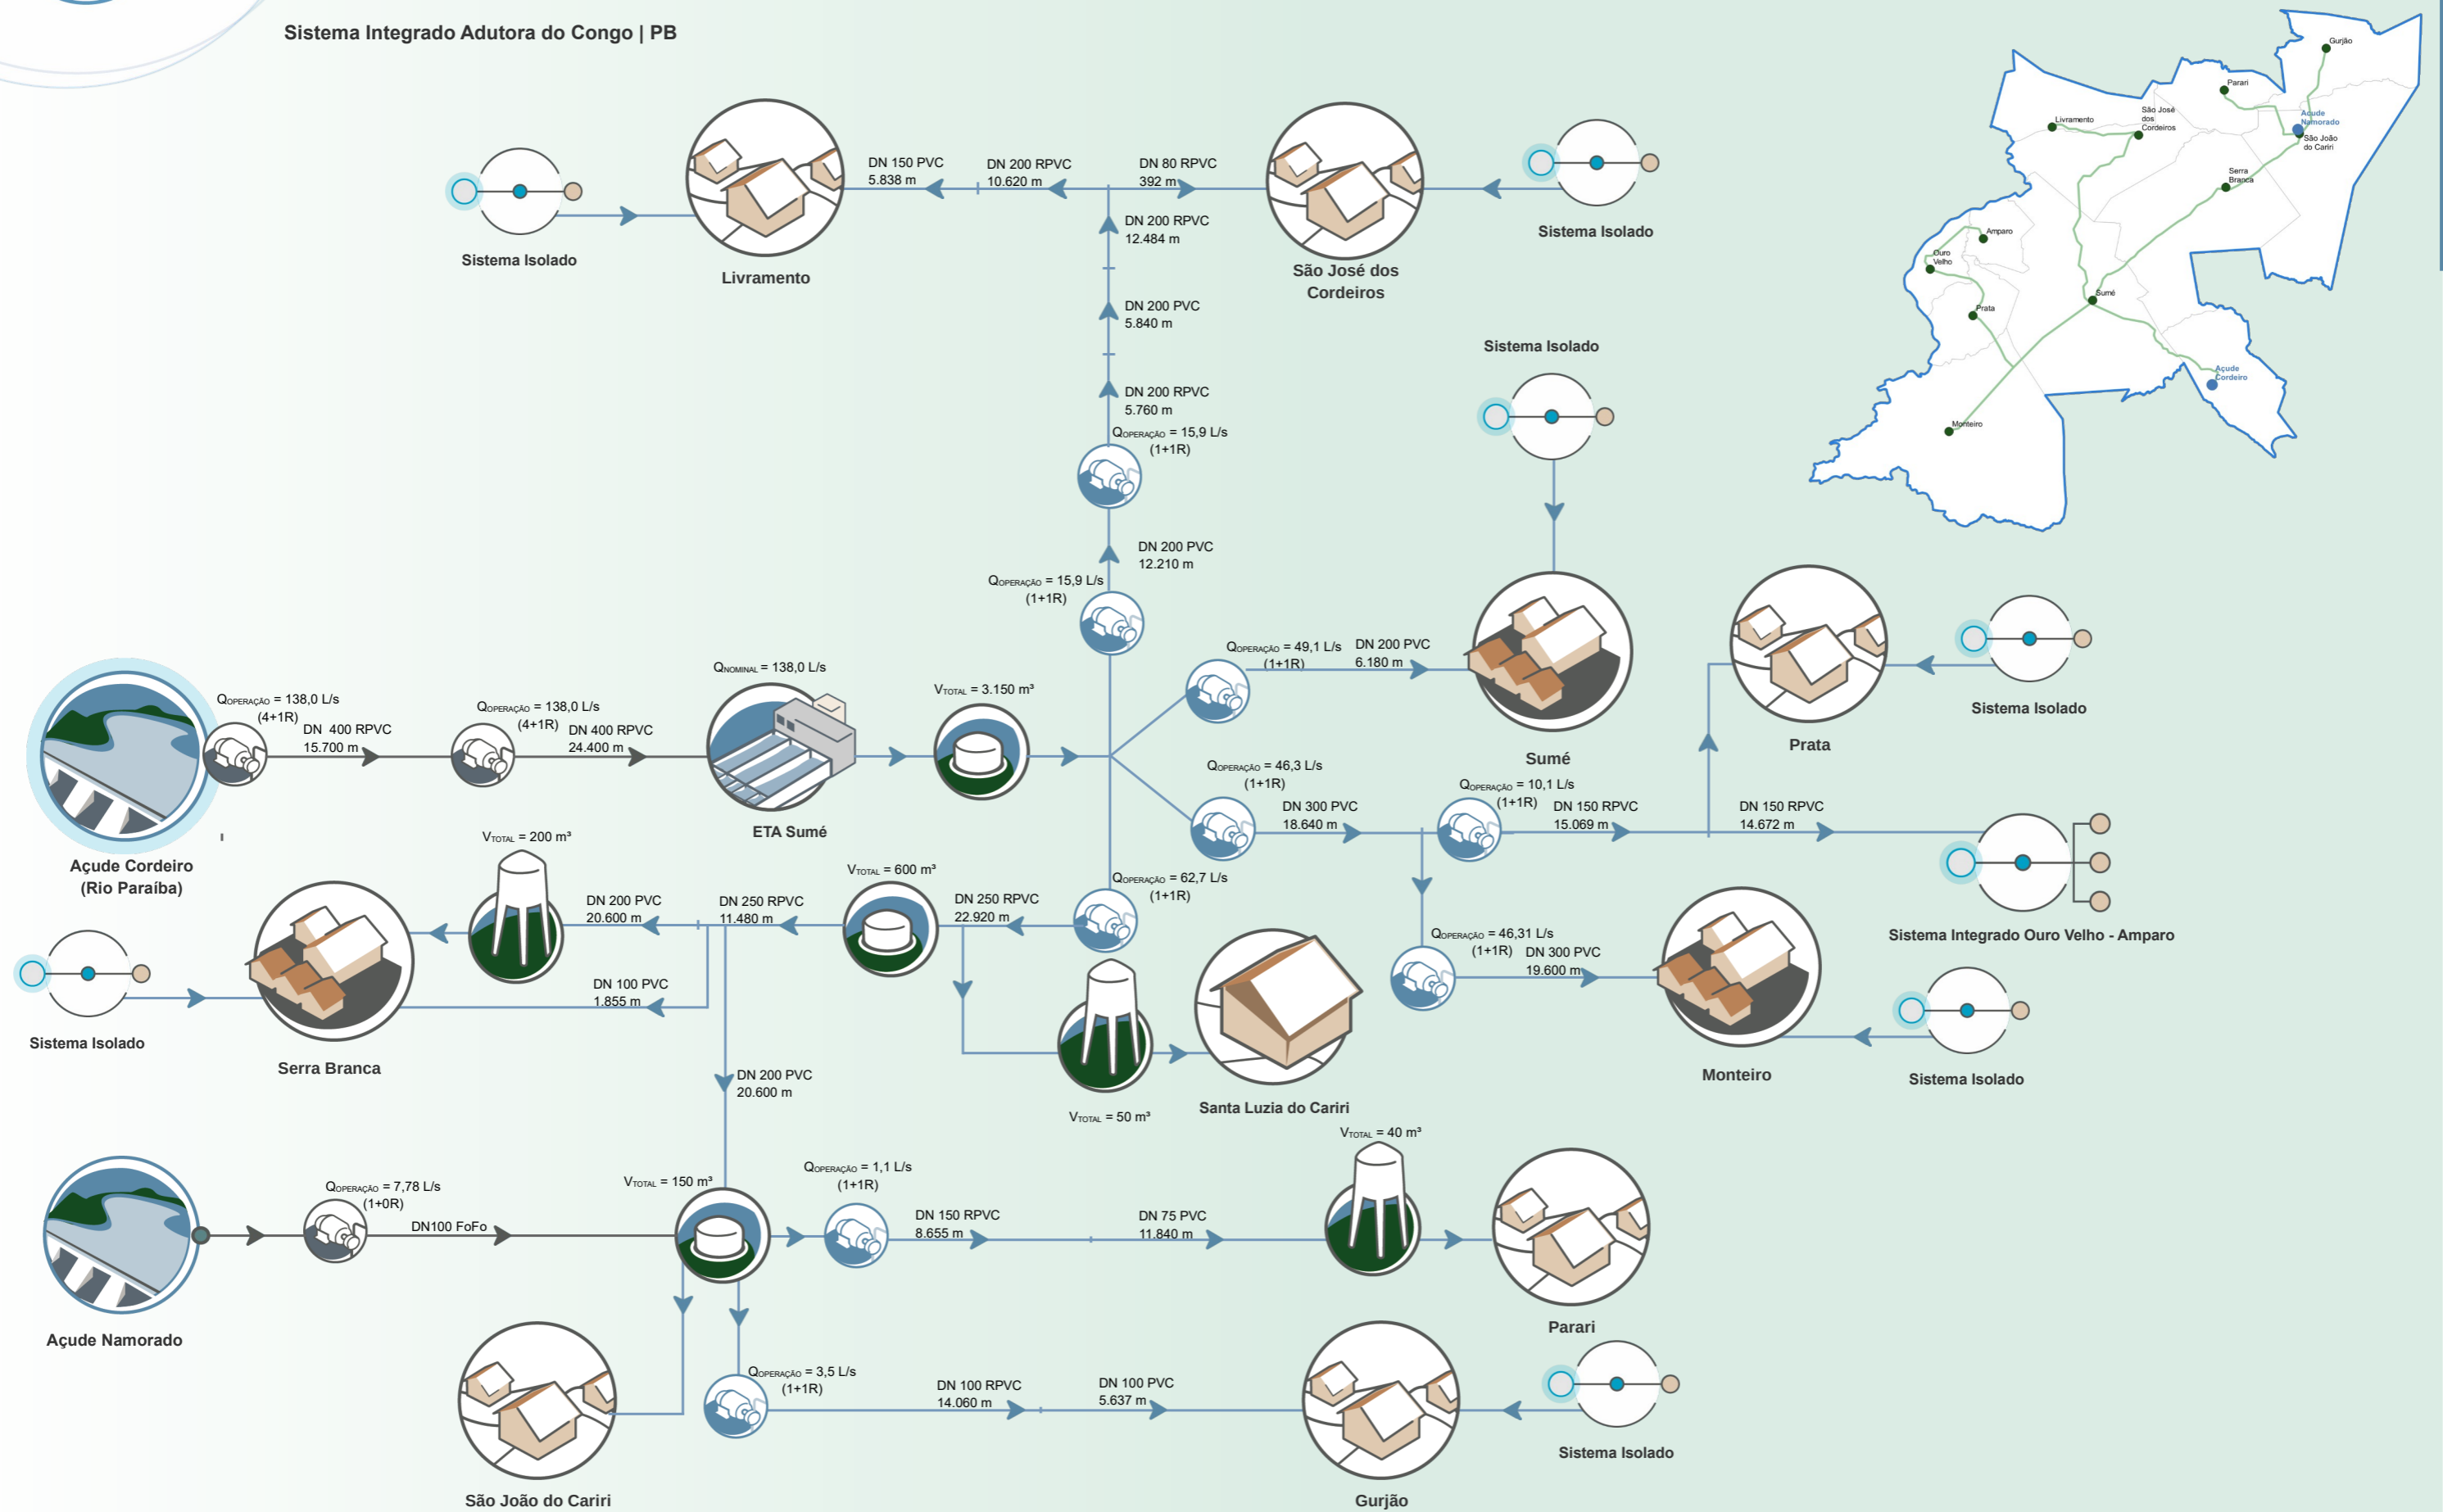 Sistema Integrado Adutora do Congo | PB
Gurjão
Parari
Açude
Namorado
São João
do Cariri
Livramento
São José
dos
Cordeiros
Serra
Branca
Amparo
Ouro
Velho
Prata
Sumé
Açude
Cordeiro
Monteiro
DN 150 PVC
5.838 m
DN 200 RPVC
10.620 m
DN 80 RPVC
392 m
Sistema Isolado
Livramento
São José dos
Cordeiros
Sistema Isolado
DN 200 RPVC
12.484 m
DN 200 PVC
5.840 m
DN 200 RPVC
5.760 m
QOPERAÇÃO = 15,9 L/s
(1+1R)
Sistema Isolado
DN 200 PVC
12.210 m
QOPERAÇÃO = 15,9 L/s
(1+1R)
QOPERAÇÃO = 138,0 L/s
(4+1R)
DN 400 RPVC
15.700 m
QOPERAÇÃO = 138,0 L/s
(4+1R)
DN 400 RPVC
24.400 m
QNOMINAL = 138,0 L/s
VTOTAL = 3.150 m³
QOPERAÇÃO = 49,1 L/s
(1+1R)
DN 200 PVC
6.180 m
Sumé
Prata
Sistema Isolado
Açude Cordeiro
(Rio Paraíba)
ETA Sumé
QOPERAÇÃO = 46,3 L/s
(1+1R)
DN 300 PVC
18.640 m
QOPERAÇÃO = 10,1 L/s
(1+1R)
DN 150 RPVC
15.069 m
DN 150 RPVC
14.672 m
Sistema Integrado Ouro Velho - Amparo
VTOTAL = 200 m³
DN 200 PVC
20.600 m
DN 250 RPVC
11.480 m
VTOTAL = 600 m³
DN 250 RPVC
22.920 m
QOPERAÇÃO = 62,7 L/s
(1+1R)
QOPERAÇÃO = 46,31 L/s
(1+1R)
DN 300 PVC
19.600 m
DN 100 PVC
1.855 m
Sistema Isolado
Serra Branca
Monteiro
Sistema Isolado
DN 200 PVC
20.600 m
VTOTAL = 50 m³
Santa Luzia do Cariri
QOPERAÇÃO = 7,78 L/s
(1+0R)
DN100 FoFo
VTOTAL = 150 m³
QOPERAÇÃO = 1,1 L/s
(1+1R)
DN 150 RPVC
8.655 m
DN 75 PVC
11.840 m
VTOTAL = 40 m³
Parari
Açude Namorado
QOPERAÇÃO = 3,5 L/s
(1+1R)
DN 100 RPVC
14.060 m
DN 100 PVC
5.637 m
Sistema Isolado
São João do Cariri
Gurjão